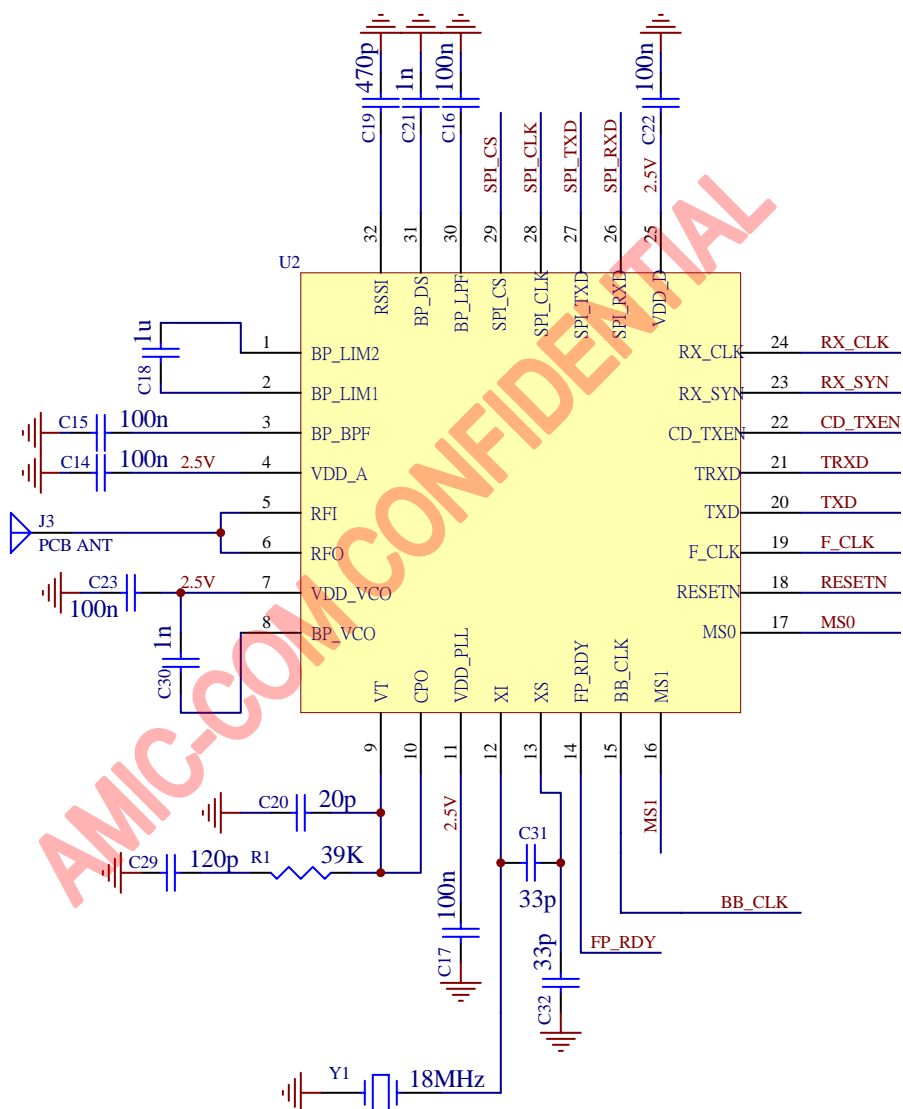 470p
1n
100n
100n
C19
C21
C16
C22
SPI_CS
SPI_CLK
SPI_TXD
SPI_RXD
2.5V
32
31
30
29
28
27
26
25
U2
RSSI
BP_DS
BP_LPF
SPI_CS
SPI_CLK
SPI_TXD
SPI_RXD
VDD_D
1u
C18
1
BP_LIM2
RX_CLK
24
RX_CLK
2
BP_LIM1
RX_SYN
23
RX_SYN
C15
100n
3
BP_BPF
CD_TXEN
22
CD_TXEN
C14
100n
2.5V
4
VDD_A
TRXD
21
TRXD
J3
PCB ANT
5
RFI
TXD
20
TXD
6
RFO
F_CLK
19
F_CLK
C23
100n
2.5V
7
VDD_VCO
RESETN
18
RESETN
1n
C30
8
BP_VCO
MS0
17
MS0
VT
CPO
VDD_PLL
XI
XS
FP_RDY
BB_CLK
MS1
9
10
11
12
13
14
15
16
C20
20p
2.5V
MS1
C29
120p
R1
39K
C31
33p
100n
C17
33p
C32
BB_CLK
FP_RDY
Y1
18MHz
AMIC-COM CONFIDENTIAL